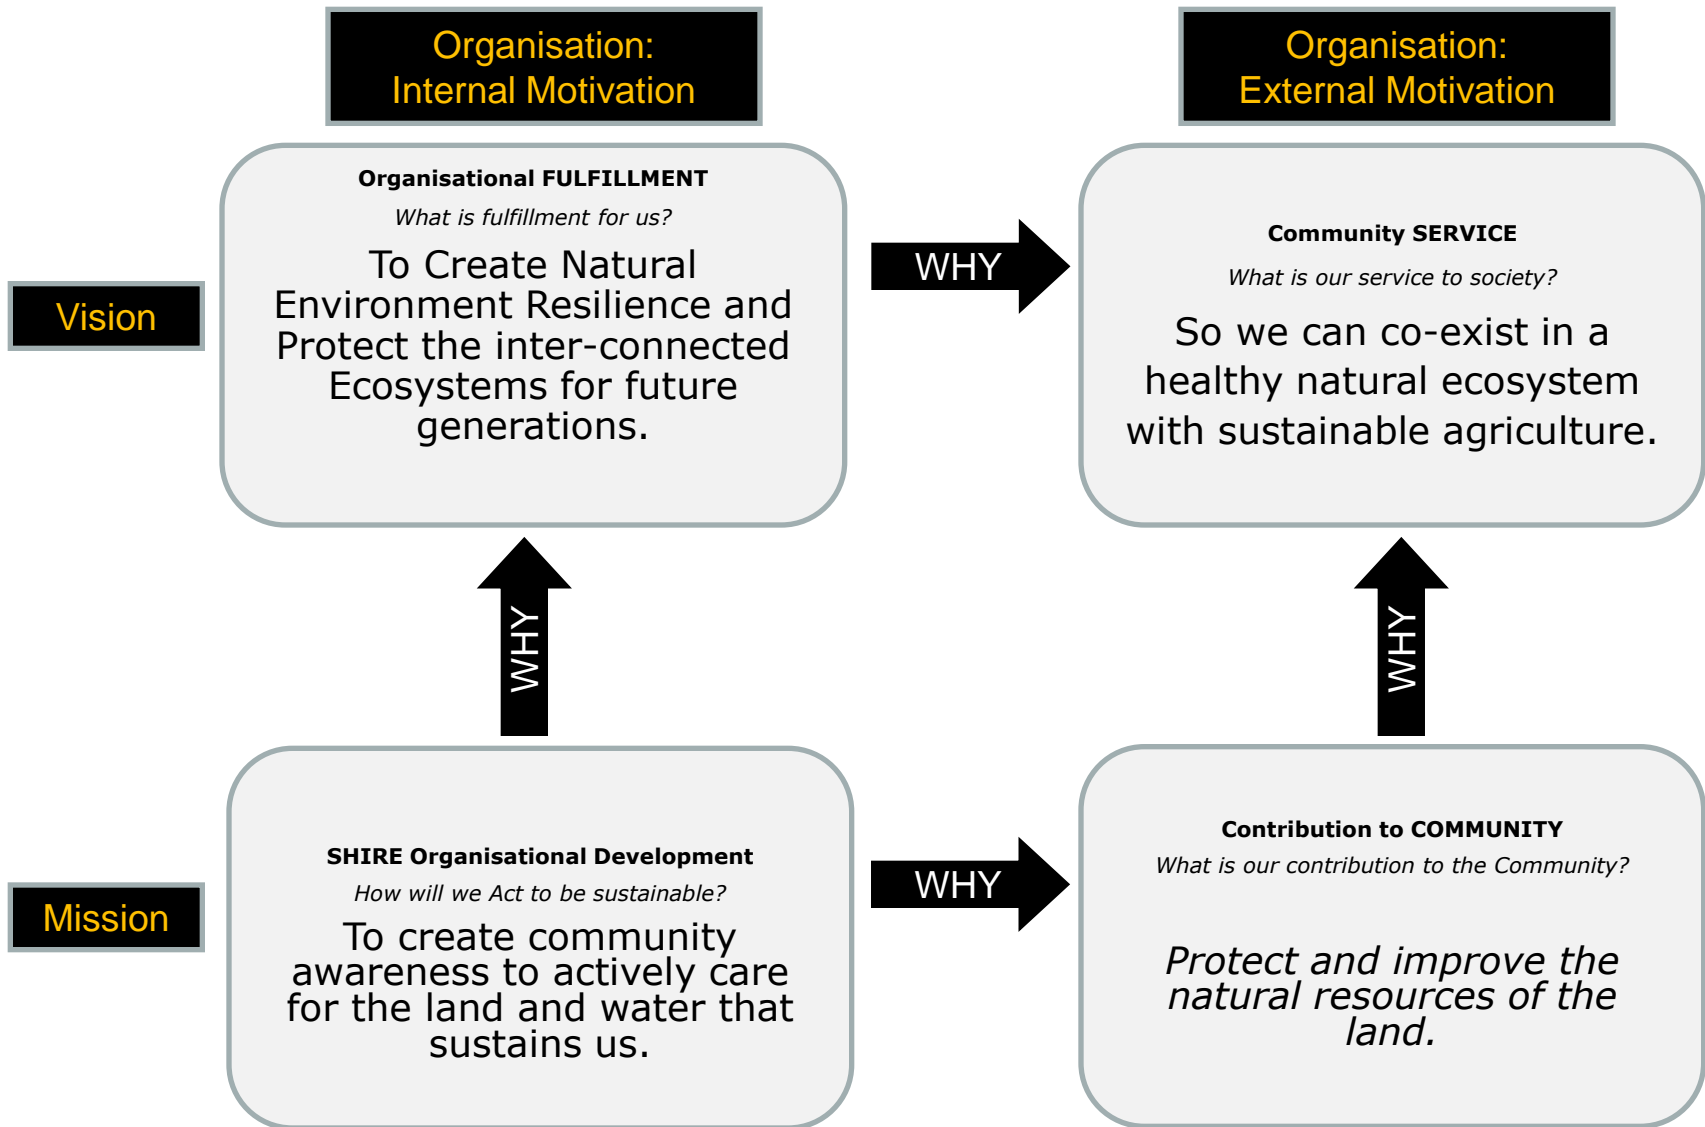 Organisation:
Internal Motivation
Organisation:
External Motivation
Vision
Organisational FULFILLMENT
What is fulfillment for us?
To Create Natural
Environment Resilience and
Protect the inter-connected
Ecosystems for future
generations.
WHY
Community SERVICE
What is our service to society?
So we can co-exist in a
healthy natural ecosystem
with sustainable agriculture.
WHY
WHY
Mission
SHIRE Organisational Development
How will we Act to be sustainable?
To create community
awareness to actively care
for the land and water that
sustains us.
WHY
Contribution to COMMUNITY
What is our contribution to the Community?
Protect and improve the
natural resources of the
land.